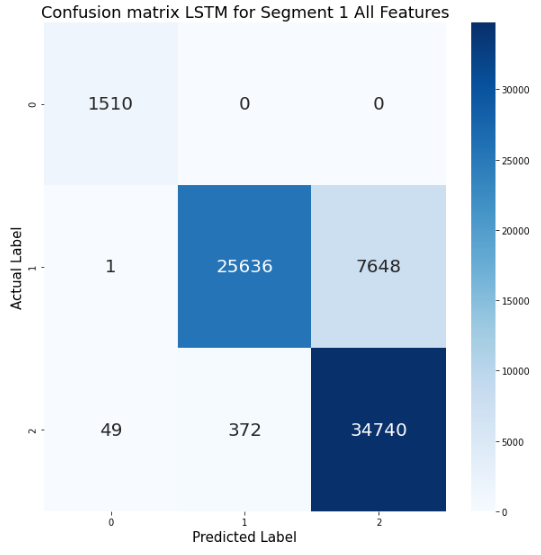 Confusion matrix LSTM for Segment 1 All Features
0 1510 0 0
1 1 25636 7648
2 49 372 34740
0 1 2
Actual Label
Predicted Label
30000
25000
20000
15000
10000
5000
0